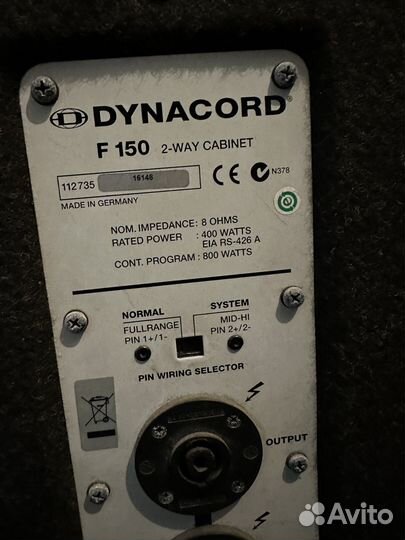 DYNACORD®
F 150 2-WAY CABINET
112735 16148
CE N378
MADE IN GERMANY
NOM. IMPEDANCE: 8 OHMS
RATED POWER : 400 WATTS
EIA RS-426 A
CONT. PROGRAM : 800 WATTS
NORMAL SYSTEM
FULLRANGE MID-HI
PIN 1+/1- PIN 2+/2-
PIN WIRING SELECTOR
OUTPUT
Avito